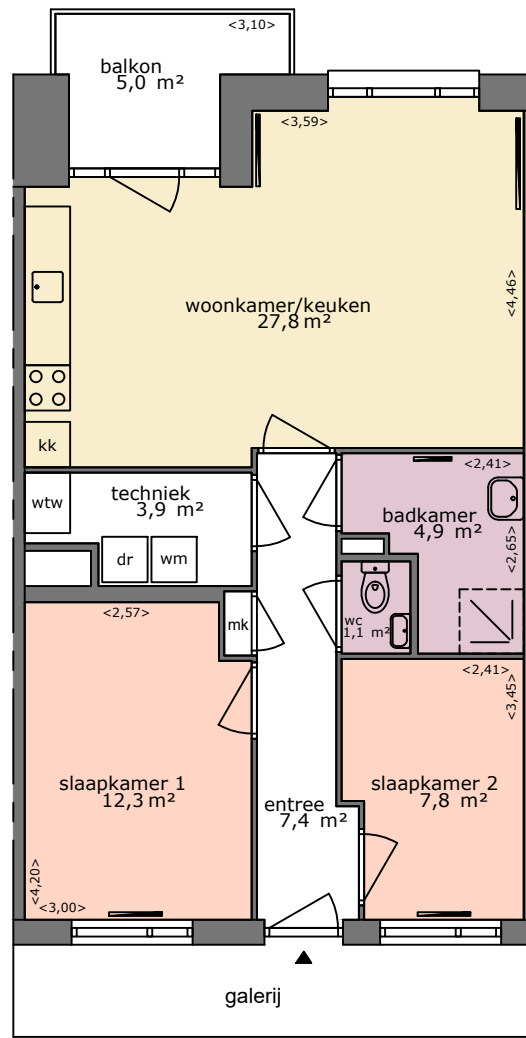 <3,10>
balkon
5,0 m²
<3,59>
woonkamer/keuken
27,8 m²
<4,46>
kk
<2,41>
wtw
techniek
3,9 m²
badkamer
4,9 m²
<2,65>
dr
wm
<2,57>
mk
wc
1,1 m²
<2,41>
<3,45>
slaapkamer 1
12,3 m²
entree
7,4 m²
slaapkamer 2
7,8 m²
<4,20>
<3,00>
galerij